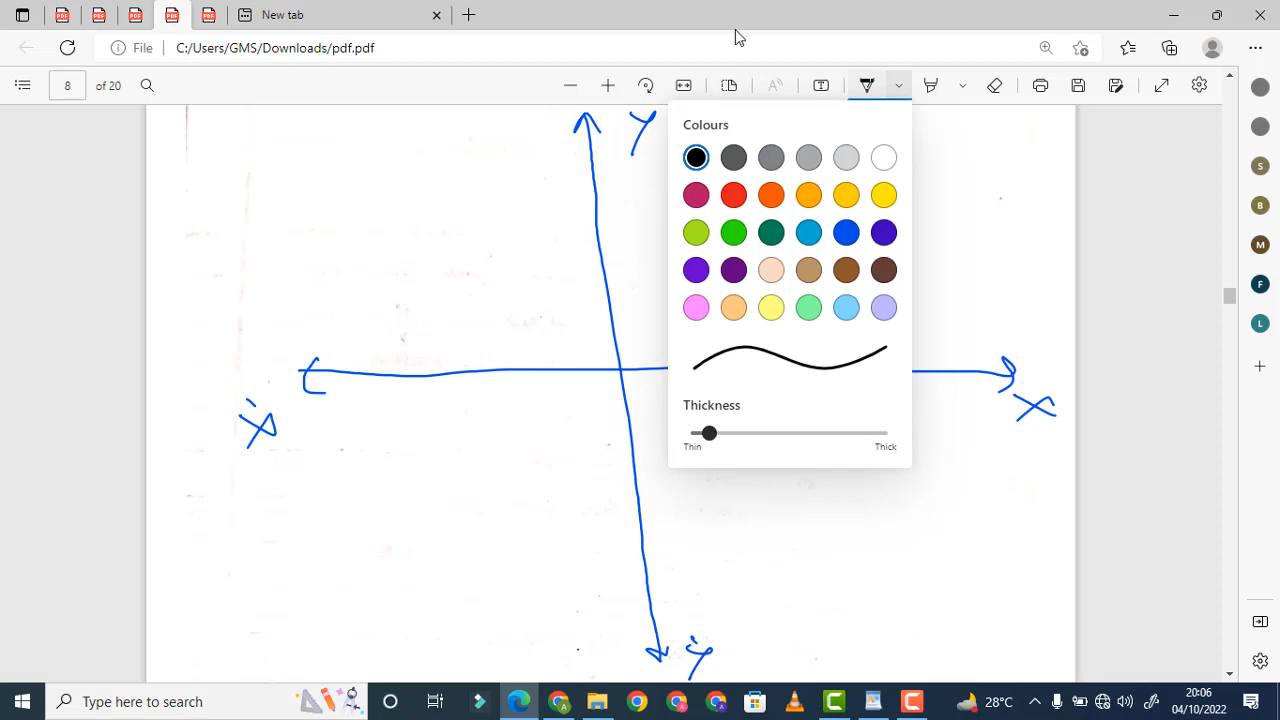 New tab
File C:/Users/GMS/Downloads/pdf.pdf
8 of 20
Colours
Thickness
Thin Thick
y
x
S
B
M
F
L
Type here to search
28°C
20:06
04/10/2022